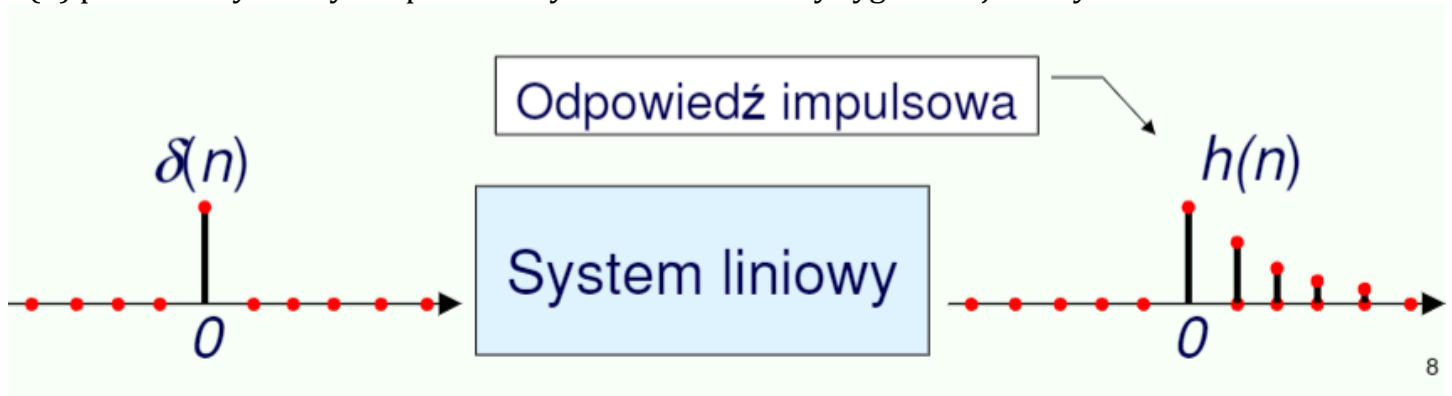 Odpowiedź impulsowa
δ(n)
h(n)
System liniowy
0
0
8